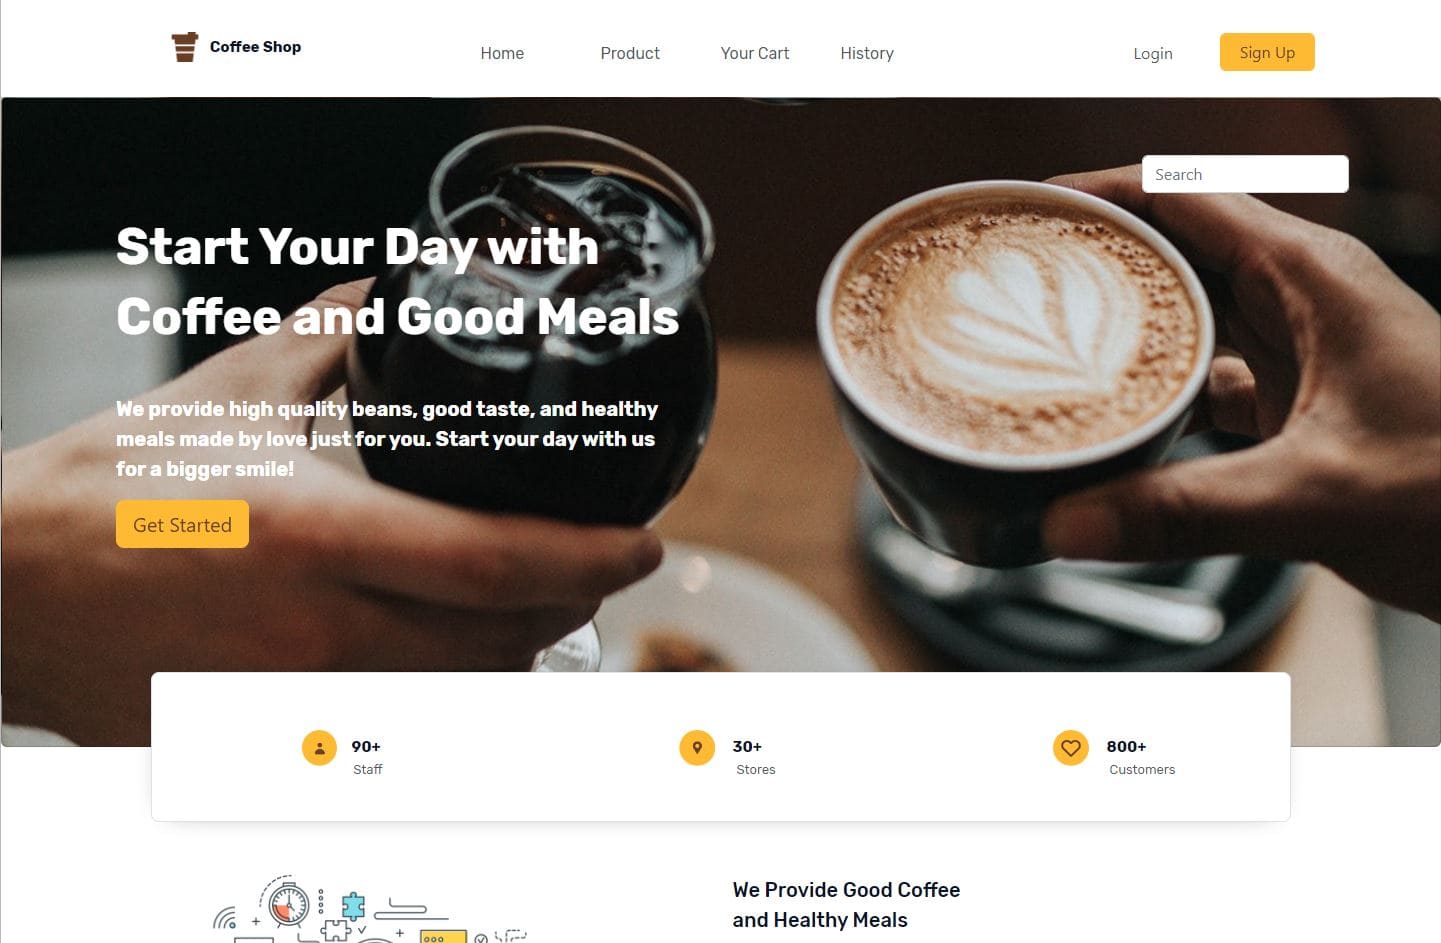 Coffee Shop
Home
Product
Your Cart
History
Login
Sign Up
Search
Start Your Day with
Coffee and Good Meals
We provide high quality beans, good taste, and healthy
meals made by love just for you. Start your day with us
for a bigger smile!
Get Started
90+
Staff
30+
Stores
800+
Customers
We Provide Good Coffee
and Healthy Meals